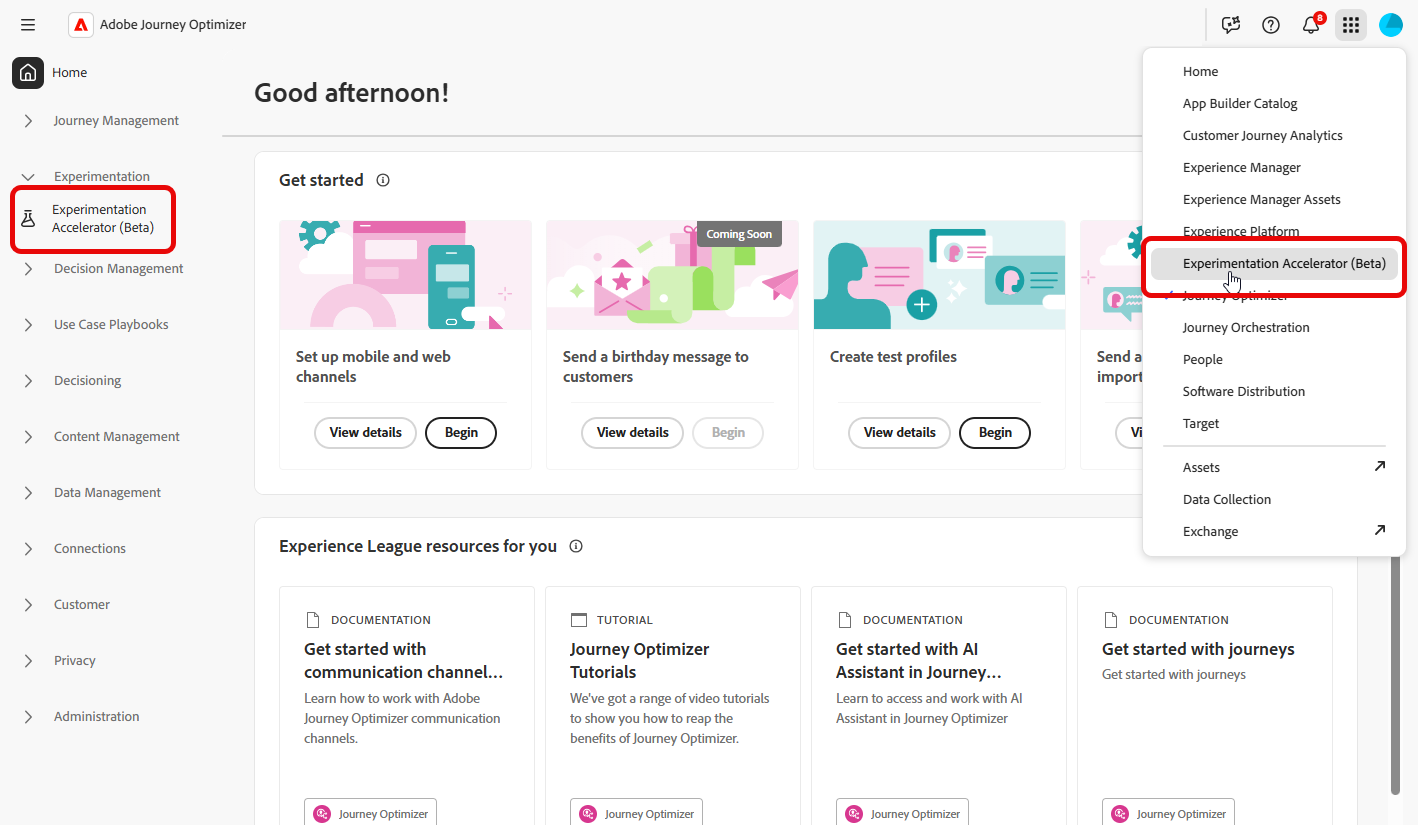 Adobe Journey Optimizer
8
Home
Journey Management
Experimentation
Experimentation
Accelerator (Beta)
Decision Management
Use Case Playbooks
Decisioning
Content Management
Data Management
Connections
Customer
Privacy
Administration
Good afternoon!
Get started
Set up mobile and web
channels
View details
Begin
Coming Soon
Send a birthday message to
customers
View details
Begin
Create test profiles
View details
Begin
Send a
import
Vi
Experience League resources for you
DOCUMENTATION
Get started with
communication channel...
Learn how to work with Adobe
Journey Optimizer communication
channels.
Journey Optimizer
TUTORIAL
Journey Optimizer
Tutorials
We've got a range of video tutorials
to show you how to reap the
benefits of Journey Optimizer.
Journey Optimizer
DOCUMENTATION
Get started with AI
Assistant in Journey...
Learn to access and work with AI
Assistant in Journey Optimizer
Journey Optimizer
DOCUMENTATION
Get started with journeys
Get started with journeys
Journey Optimizer
Home
App Builder Catalog
Customer Journey Analytics
Experience Manager
Experience Manager Assets
Experience Platform
Experimentation Accelerator (Beta)
Journey Optimizer
Journey Orchestration
People
Software Distribution
Target
Assets
Data Collection
Exchange